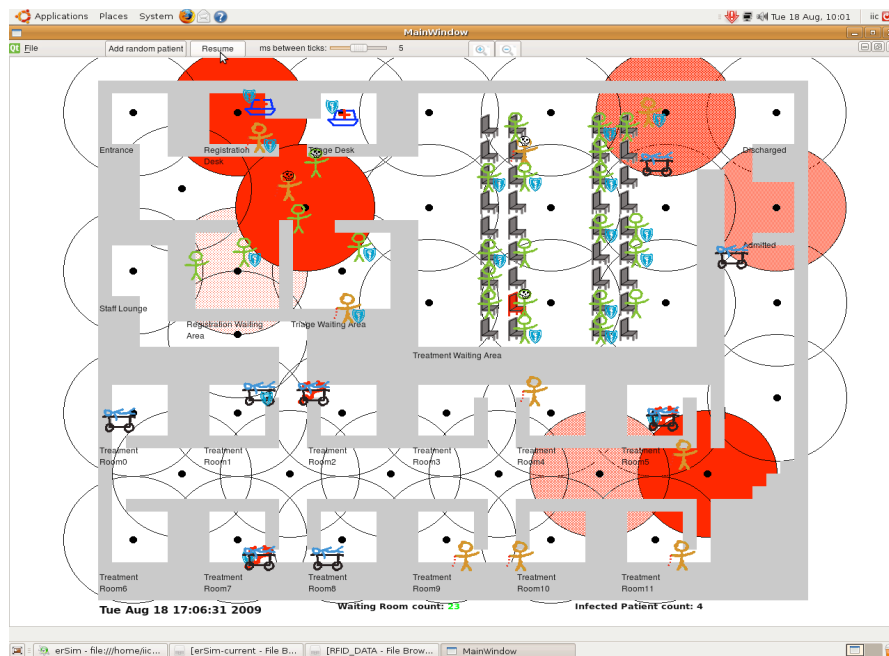 Applications Places System Tue 18 Aug, 10:01 iic
MainWindow
Qt File Add random patient Resume ms between ticks: 5
Entrance
Registration Desk
Triage Desk
Discharged
Admitted
Staff Lounge
Registration Waiting Area
Triage Waiting Area
Treatment Waiting Area
Treatment Room0
Treatment Room1
Treatment Room2
Treatment Room3
Treatment Room4
Treatment Room5
Treatment Room6
Treatment Room7
Treatment Room8
Treatment Room9
Treatment Room10
Treatment Room11
Tue Aug 18 17:06:31 2009
Waiting Room count: 23
Infected Patient count: 4
erSim - file:///home/iic... [erSim-current - File B... [RFID_DATA - File Brow... MainWindow